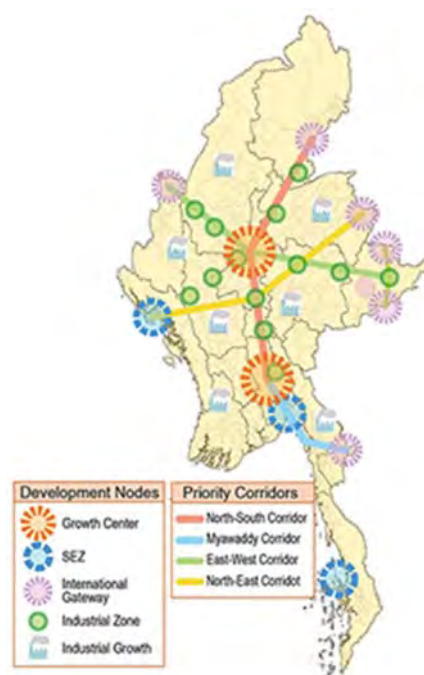 Development Nodes
Growth Center
SEZ
International
Gateway
Industrial Zone
Industrial Growth
Priority Corridors
North-South Corridor
Myawaddy Corridor
East-West Corridor
North-East Corridot